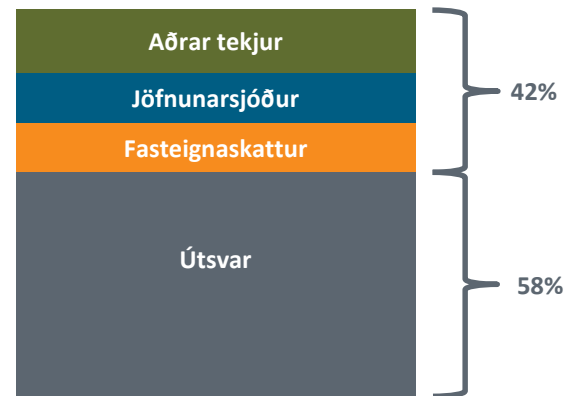 Aðrar tekjur
Jöfnunarsjóður
Fasteignaskattur
42%
Útsvar
58%